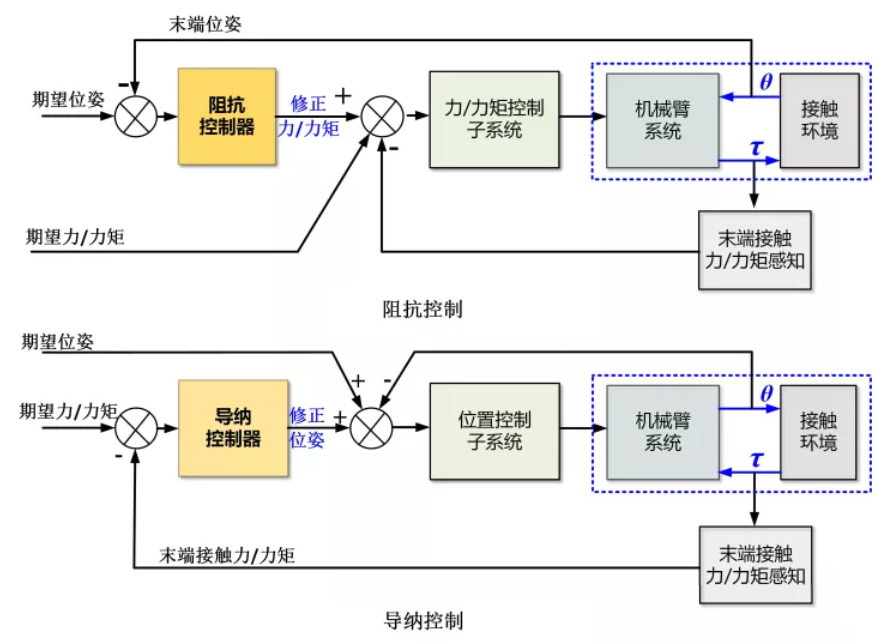 末端位姿
期望位姿
阻抗
控制器
修正
力/力矩
力/力矩控制
子系统
机械臂
系统
θ
τ
接触
环境
期望力/力矩
末端接触
力/力矩感知
阻抗控制
期望位姿
期望力/力矩
导纳
控制器
修正
位姿
位置控制
子系统
机械臂
系统
θ
τ
接触
环境
末端接触力/力矩
末端接触
力/力矩感知
导纳控制